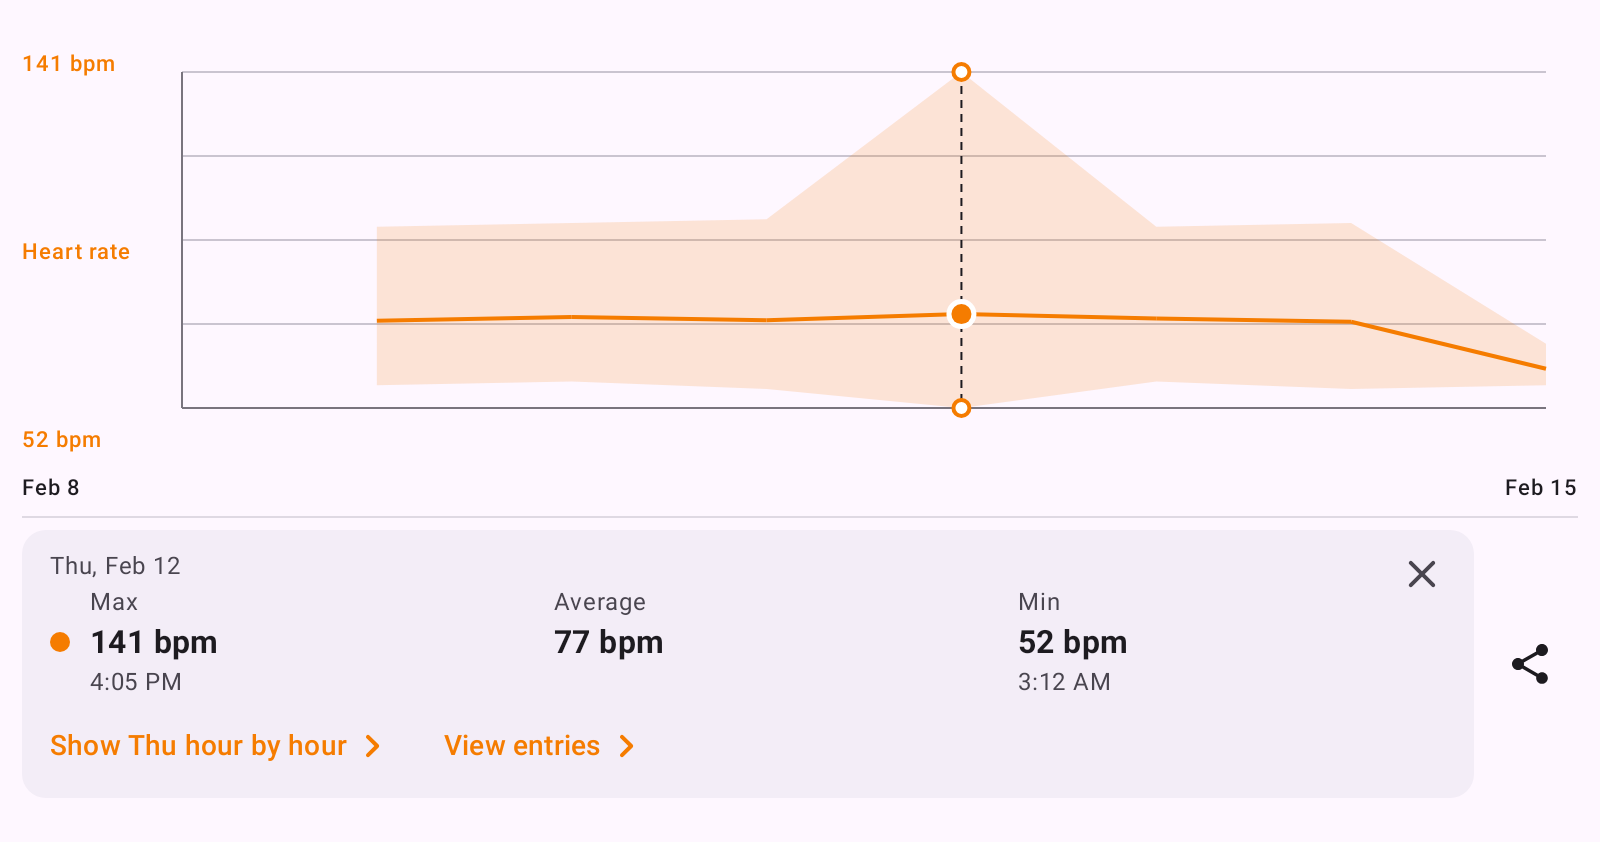 141 bpm
Heart rate
52 bpm
Feb 8
Feb 15
Thu, Feb 12
Max
Average
Min
141 bpm
77 bpm
52 bpm
4:05 PM
3:12 AM
Show Thu hour by hour
View entries